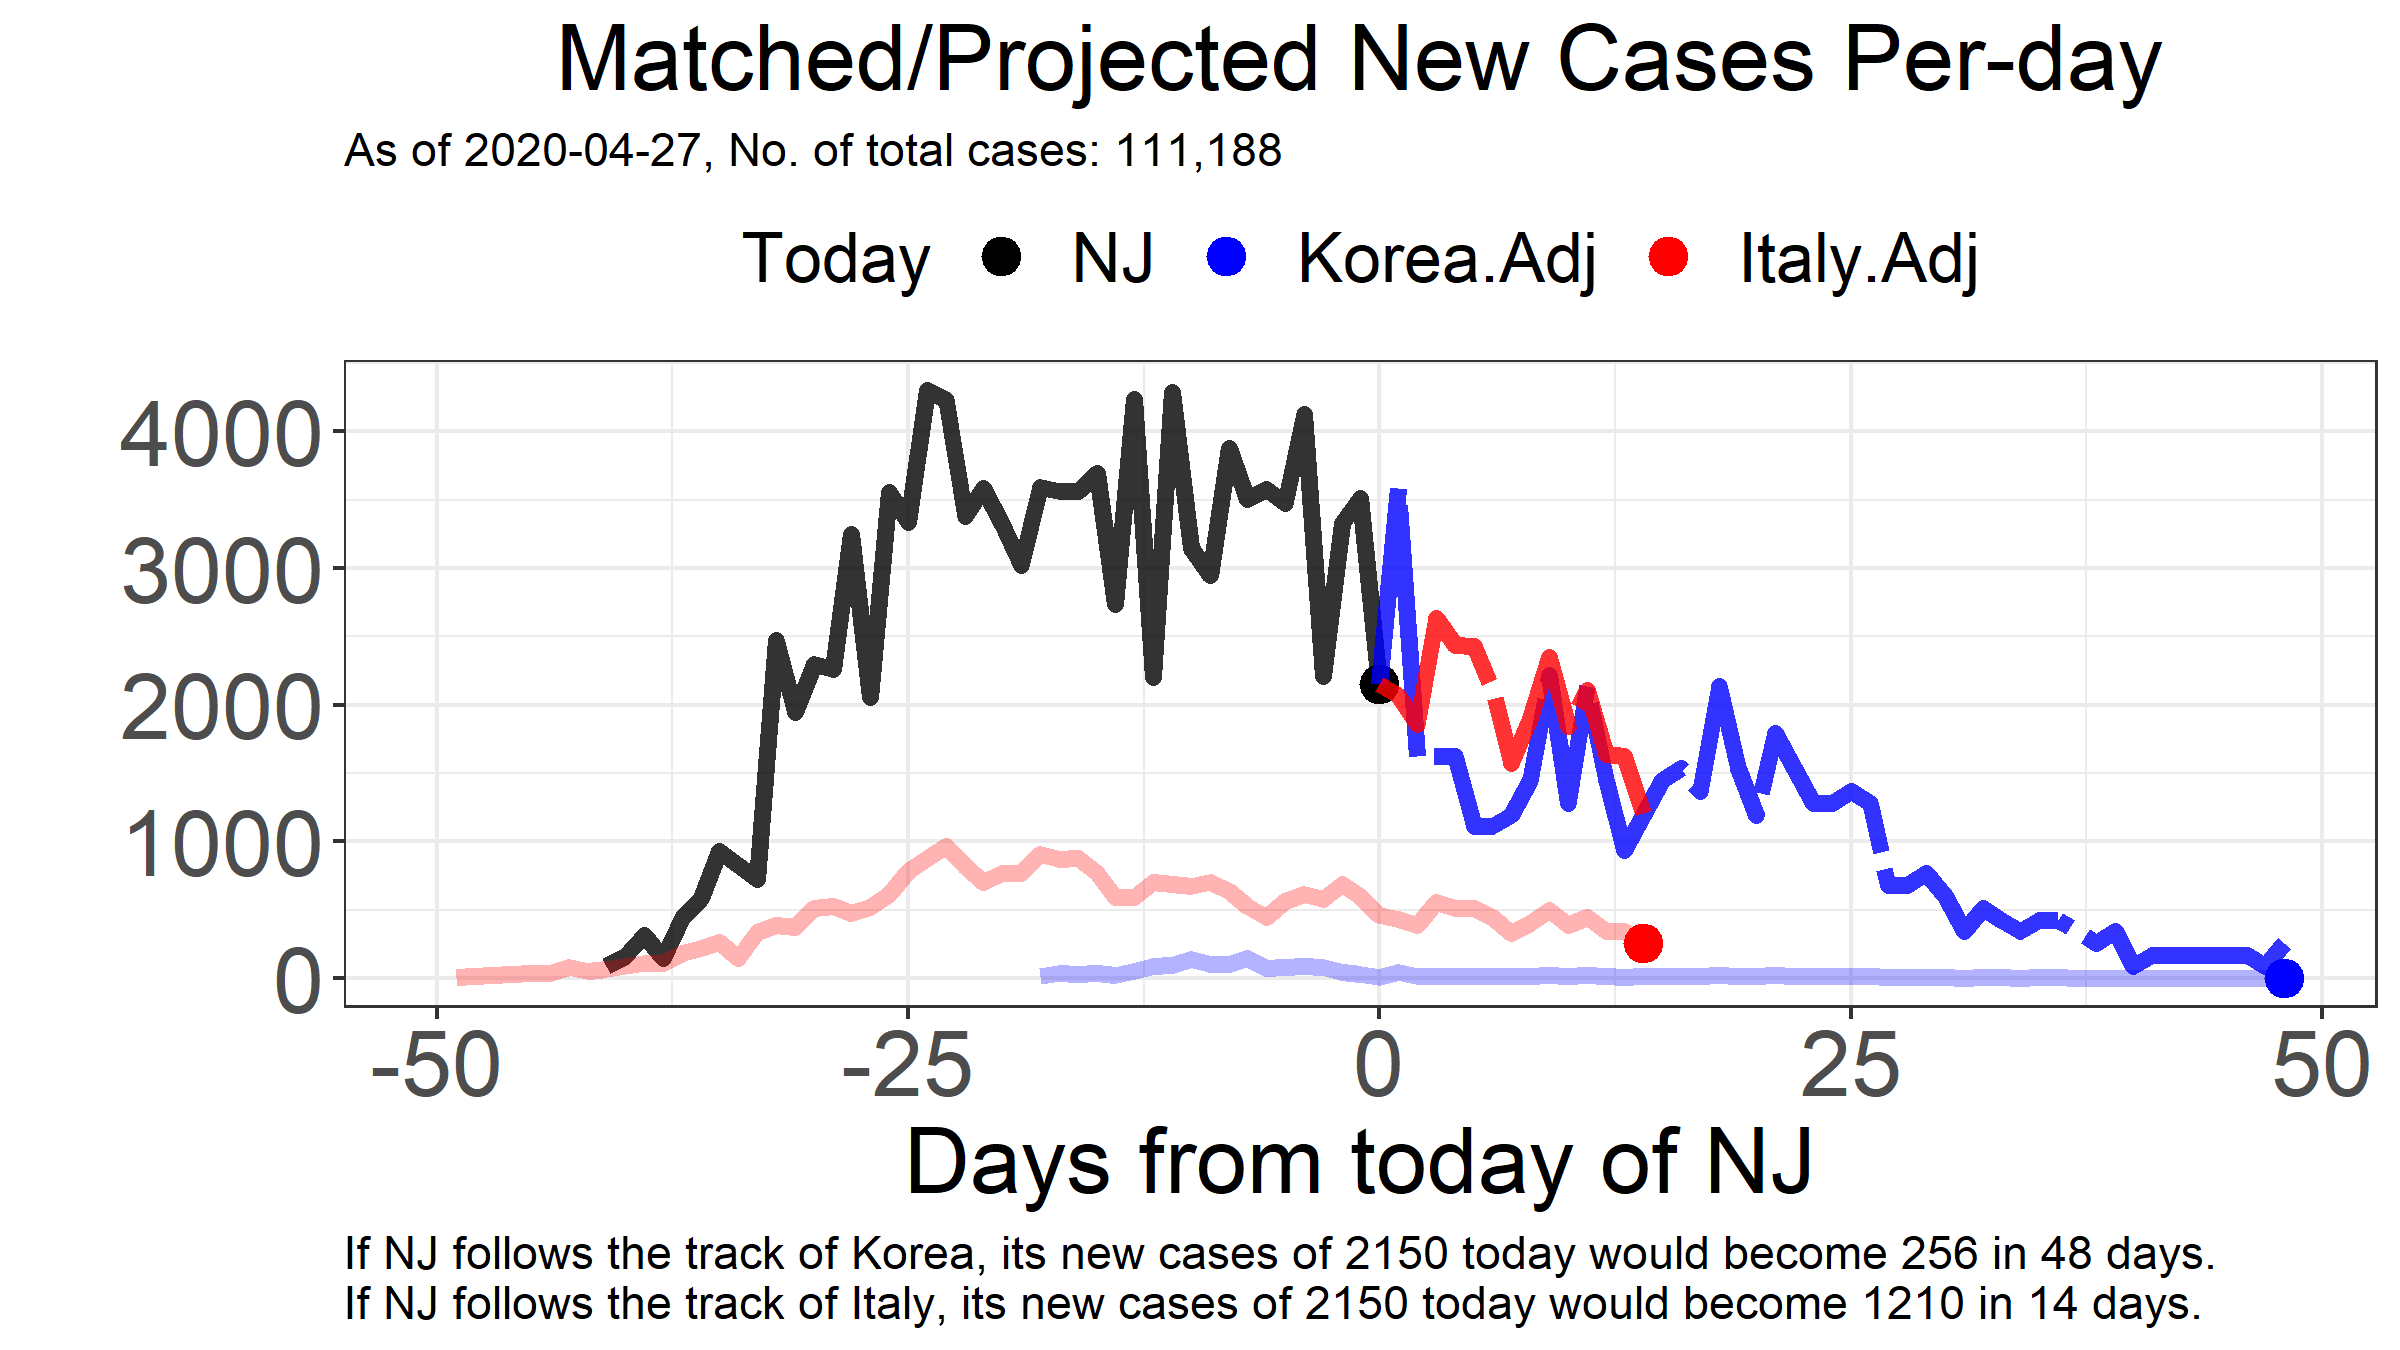 Matched/Projected New Cases Per-day
As of 2020-04-27, No. of total cases: 111,188
Today NJ Korea.Adj Italy.Adj
4000
3000
2000
1000
0
-50 -25 0 25 50
Days from today of NJ
If NJ follows the track of Korea, its new cases of 2150 today would become 256 in 48 days.
If NJ follows the track of Italy, its new cases of 2150 today would become 1210 in 14 days.